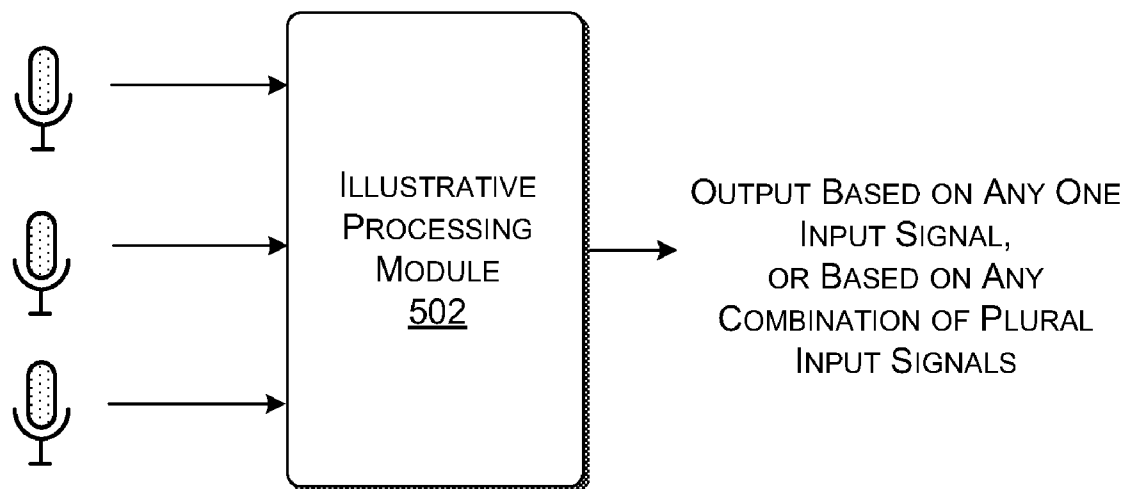 ILLUSTRATIVE
PROCESSING
MODULE
502
OUTPUT BASED ON ANY ONE
INPUT SIGNAL,
OR BASED ON ANY
COMBINATION OF PLURAL
INPUT SIGNALS